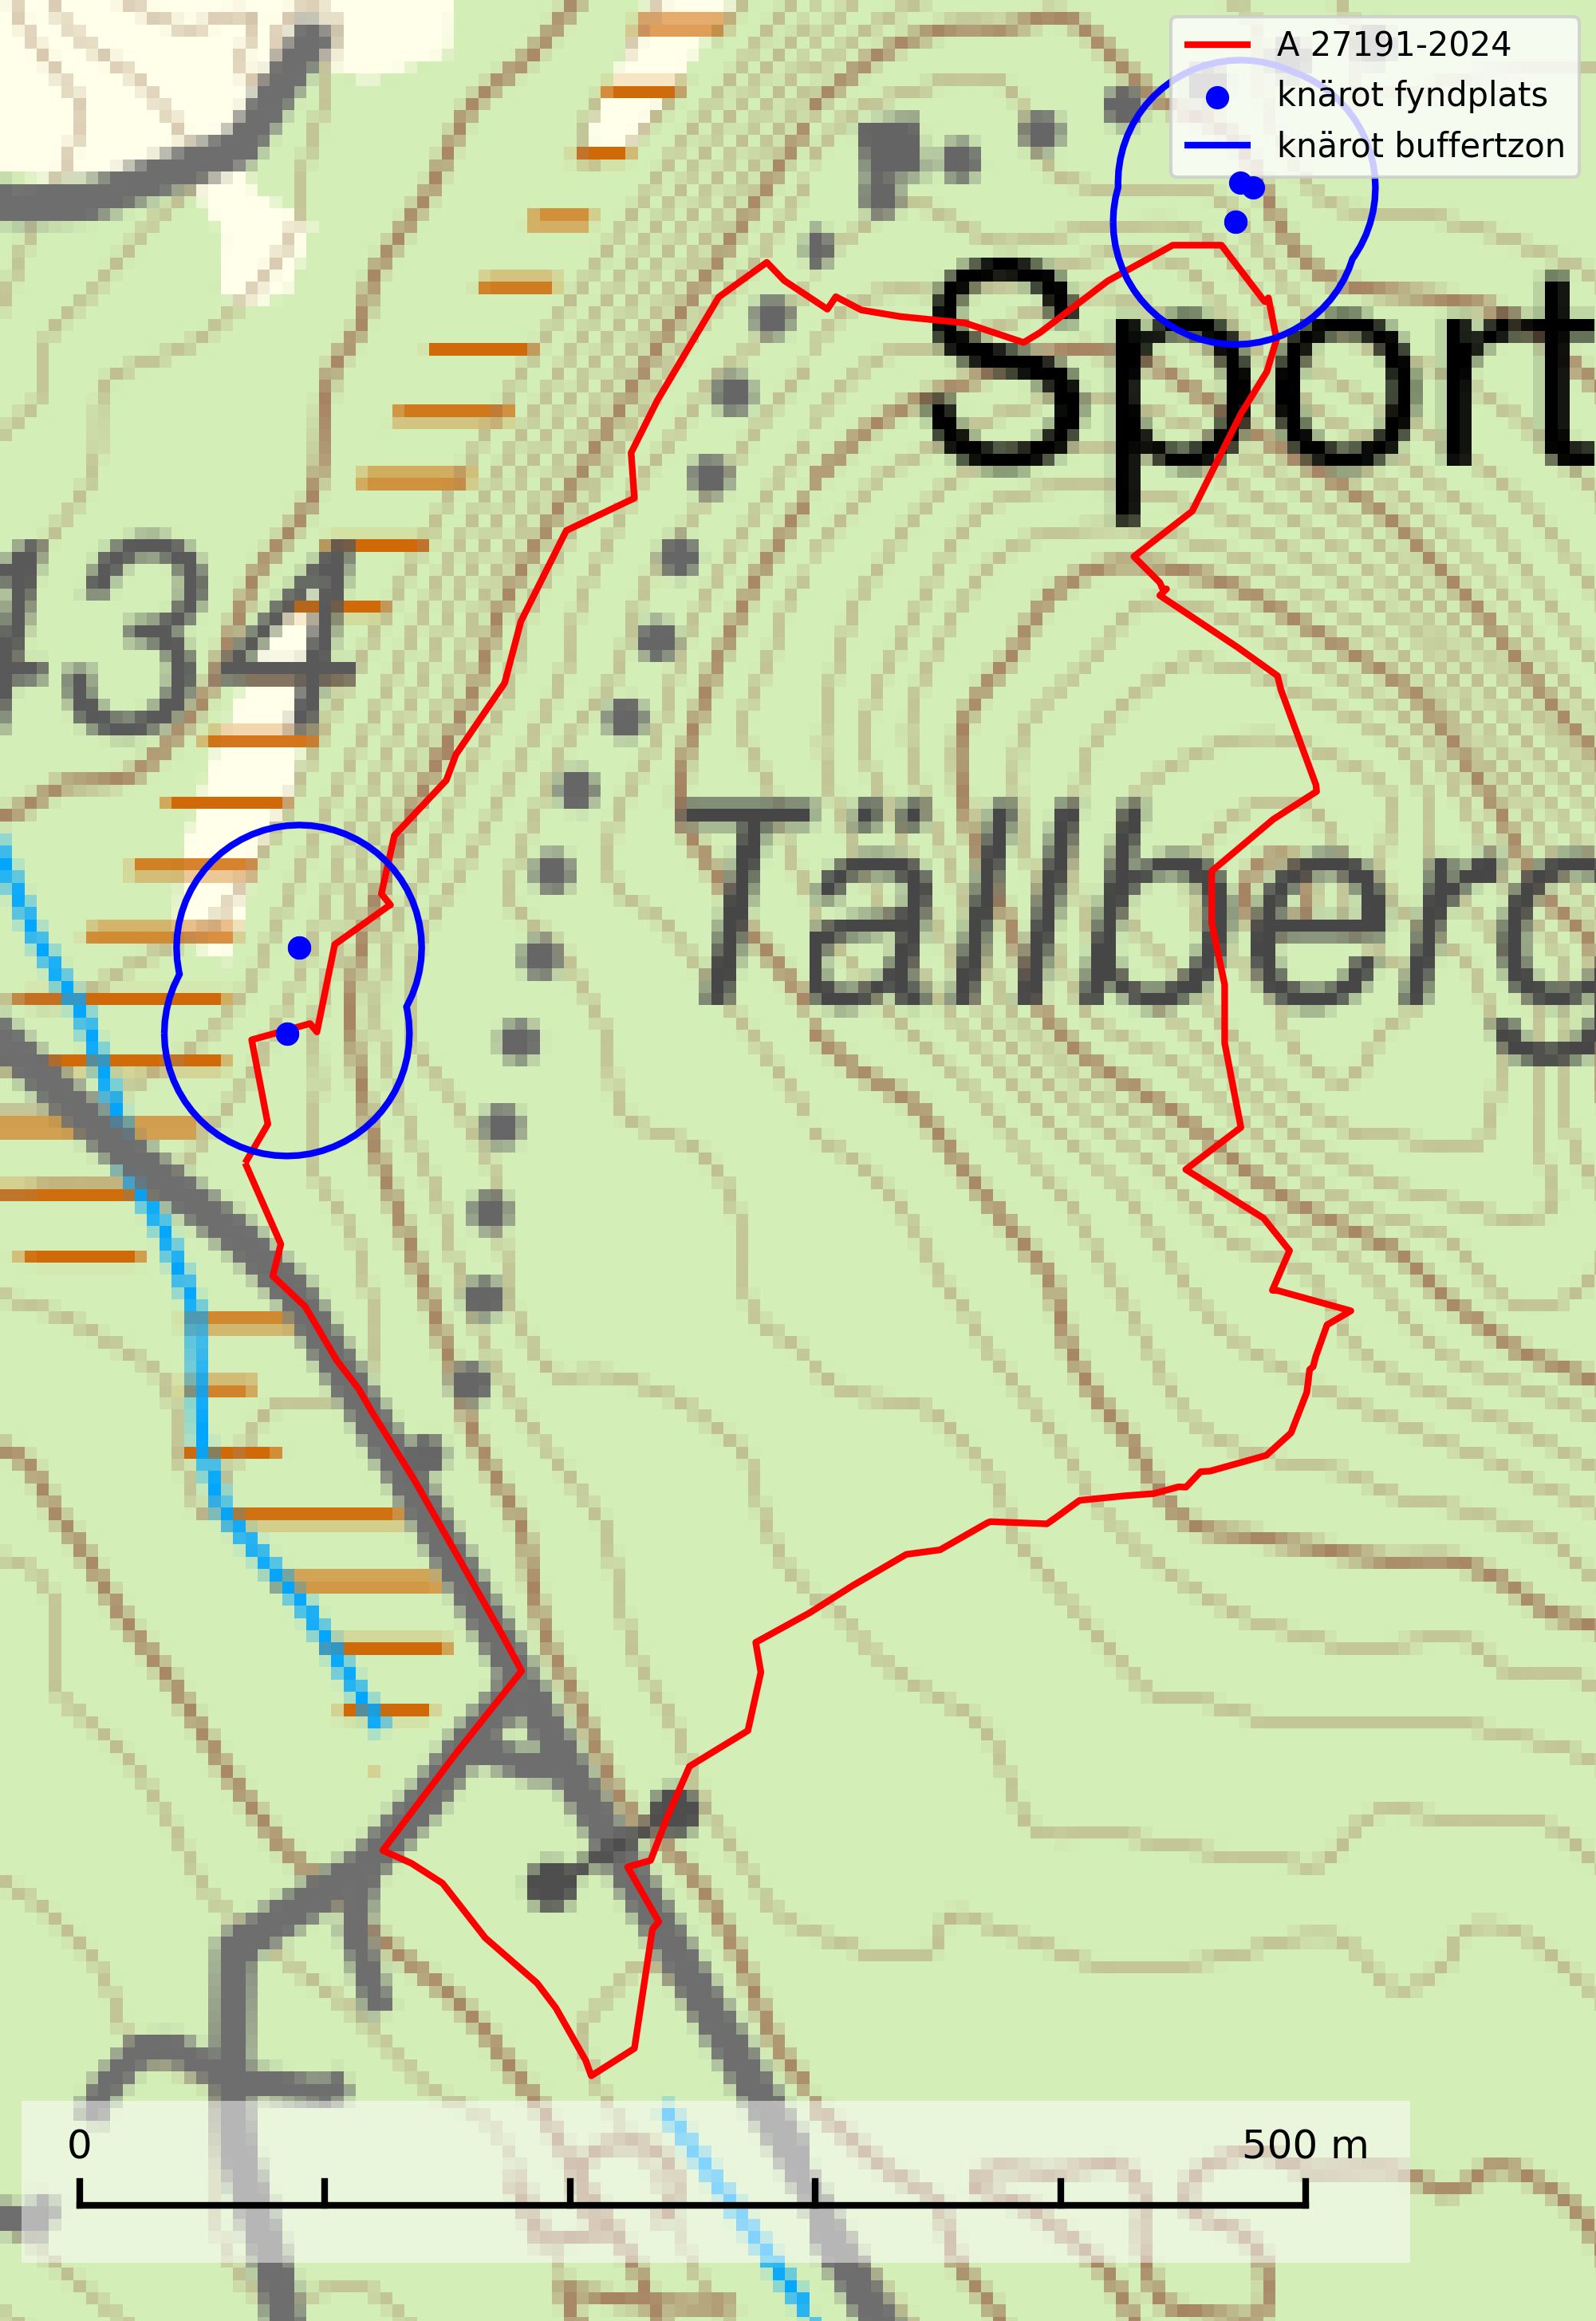 A 27191-2024
knärot fyndplats
knärot buffertzon
Sport
434
Tällberg
0 500 m